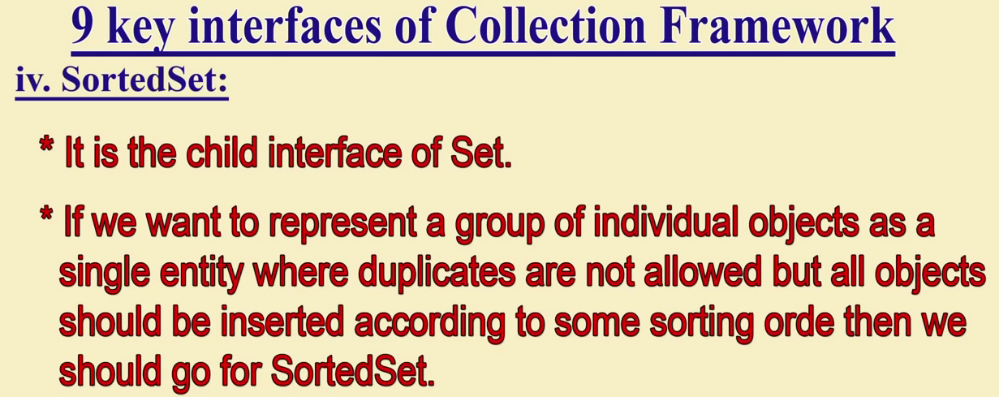 9 key interfaces of Collection Framework
iv. SortedSet:
* It is the child interface of Set.
* If we want to represent a group of individual objects as a
single entity where duplicates are not allowed but all objects
should be inserted according to some sorting orde then we
should go for SortedSet.